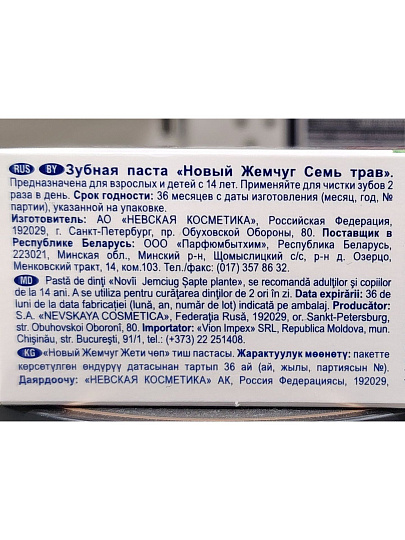 RUS BY Зубная паста «Новый Жемчуг Семь трав».
Предназначена для взрослых и детей с 14 лет. Применяйте для чистки зубов 2
раза в день. Срок годности: 36 месяцев с даты изготовления (месяц, год, №
партии), указанной на упаковке.
Изготовитель: АО «НЕВСКАЯ КОСМЕТИКА», Российская Федерация,
192029, г. Санкт-Петербург, пр. Обуховской Обороны, 80. Поставщик в
Республике Беларусь: ООО «Парфюмбытхим», Республика Беларусь,
223021, Минская обл., Минский р-н, Щомыслицкий с/с, р-н д. Озерцо,
Меньковский тракт, 14, ком.103. Тел./факс: (017) 357 86 32.
MD Pastă de dinţi «Novîi Jemciug Şapte plante», se recomandă adulţilor şi copiilor
de la 14 ani. A se utiliza pentru curăţarea dinţilor de 2 ori în zi. Data expirării: 36 de
luni de la data fabricaţiei (luna, an, număr de lot) indicată pe ambalaj. Producător:
S.A. «NEVSKAYA COSMETICA», Federaţia Rusă, 192029, or. Sankt-Petersburg,
str. Obuhovskoi Oboronî, 80. Importator: «Vion Impex» SRL, Republica Moldova, mun.
Chişinău, str. Bucureşti, 91/1, tel.: (+373) 22 251408.
KG «Новый Жемчуг Жети чөп» тиш пастасы. Жарактуулук мөөнөтү: пакетте
көрсөтүлгөн өндүрүү датасынан тартып 36 ай (ай, жылы, партиясын №).
Даярдоочу: «НЕВСКАЯ КОСМЕТИКА» АК, Россия Федерациясы, 192029,